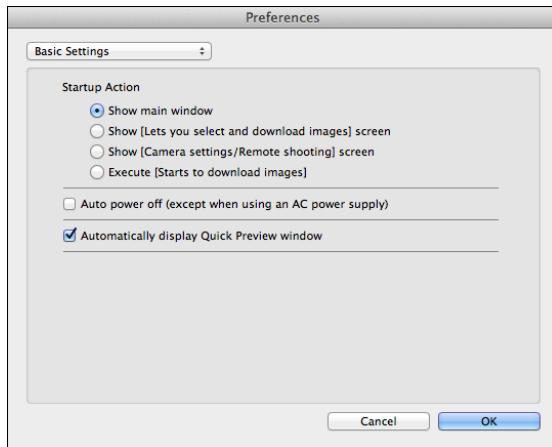 Preferences
Basic Settings
Startup Action
Show main window
Show [Lets you select and download images] screen
Show [Camera settings/Remote shooting] screen
Execute [Starts to download images]
Auto power off (except when using an AC power supply)
Automatically display Quick Preview window
Cancel
OK